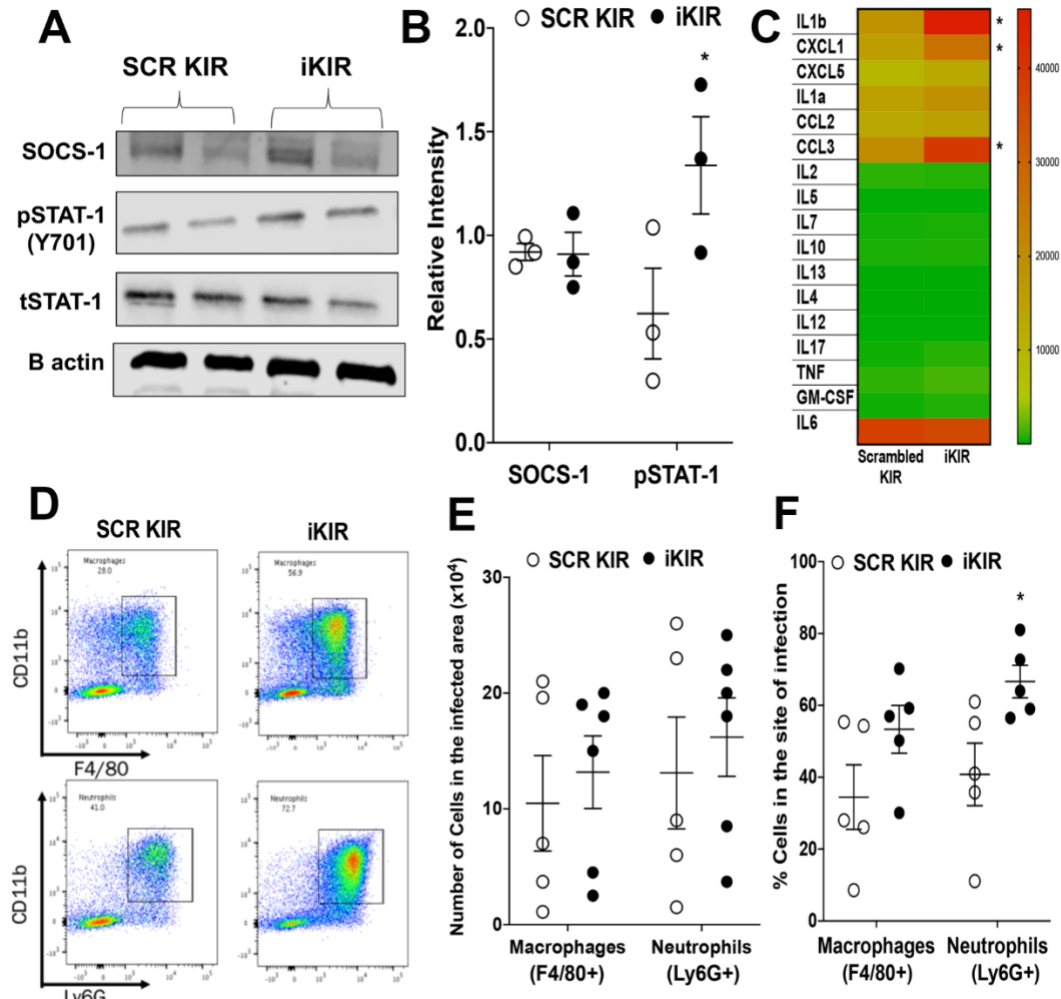 A
SCR KIR
iKIR
SOCS-1
pSTAT-1
(Y701)
tSTAT-1
B actin
B
SCR KIR
iKIR
*
Relative Intensity
2.0
1.5
1.0
0.5
0.0
SOCS-1
pSTAT-1
C
IL1b
*
CXCL1
*
CXCL5
IL1a
CCL2
CCL3
*
IL2
IL5
IL7
IL10
IL13
IL4
IL12
IL17
TNF
GM-CSF
IL6
Scrambled
KIR
iKIR
40000
30000
20000
10000
D
SCR KIR
iKIR
Macrophages
28.0
Macrophages
56.9
CD11b
F4/80
Neutrophils
41.0
Neutrophils
72.7
CD11b
Ly6G
E
SCR KIR
iKIR
Number of Cells in the infected area (x10⁴)
30
20
10
0
Macrophages
(F4/80+)
Neutrophils
(Ly6G+)
F
SCR KIR
iKIR
*
% Cells in the site of infection
100
80
60
40
20
0
Macrophages
(F4/80+)
Neutrophils
(Ly6G+)